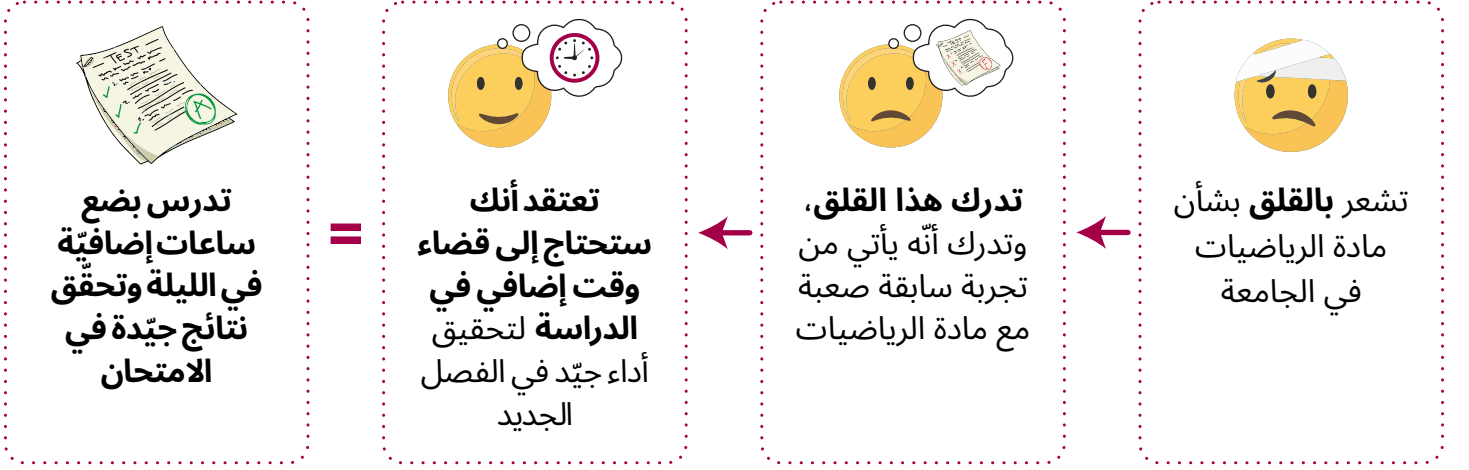 تشعر بالقلق بشأن
مادة الرياضيات
في الجامعة
تدرك هذا القلق،
وتدرك أنّه يأتي من
تجربة سابقة صعبة
مع مادة الرياضيات
تعتقد أنك
ستحتاج إلى قضاء
وقت إضافي في
الدراسة لتحقيق
أداء جيّد في الفصل
الجديد
=
تدرس بضع
ساعات إضافيّة
في الليلة وتحقّق
نتائج جيّدة في
الامتحان
TEST
A